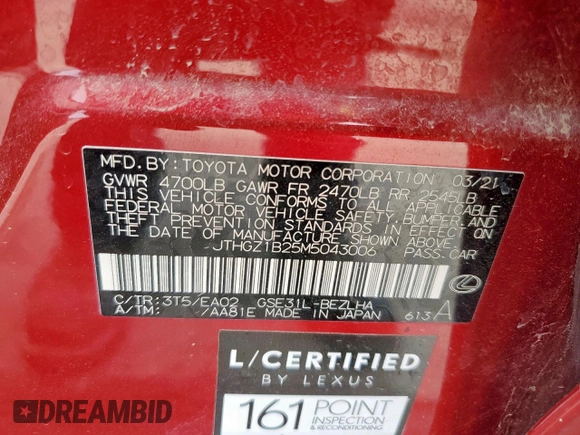 MFD. BY: TOYOTA MOTOR CORPORATION 03/21
GVWR 4700LB GAWR FR 2470LB RR 2645LB
THIS VEHICLE CONFORMS TO ALL APPLICABLE
FEDERAL MOTOR VEHICLE SAFETY, BUMPER, AND
THEFT PREVENTION STANDARDS IN EFFECT ON
THE DATE OF MANUFACTURE SHOWN ABOVE.
JTHGZ1B25M5043006 PASS. CAR
C/TR: 3T5/EA02 GSE31L-BEZLHA
A/TM: /AA81E MADE IN JAPAN 613 A
L/CERTIFIED
BY LEXUS
161 POINT
INSPECTION
& RECONDITIONING
DREAMBID